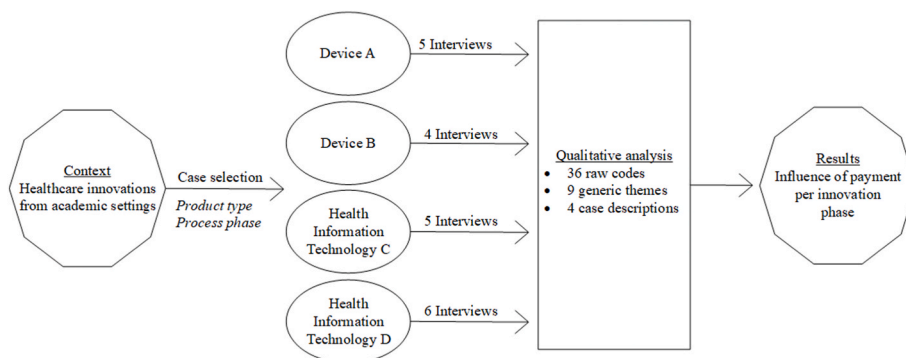 Context
Healthcare innovations
from academic settings
Case selection
Product type
Process phase
Device A
5 Interviews
Device B
4 Interviews
Health
Information
Technology C
5 Interviews
Health
Information
Technology D
6 Interviews
Qualitative analysis
• 36 raw codes
• 9 generic themes
• 4 case descriptions
Results
Influence of payment
per innovation
phase